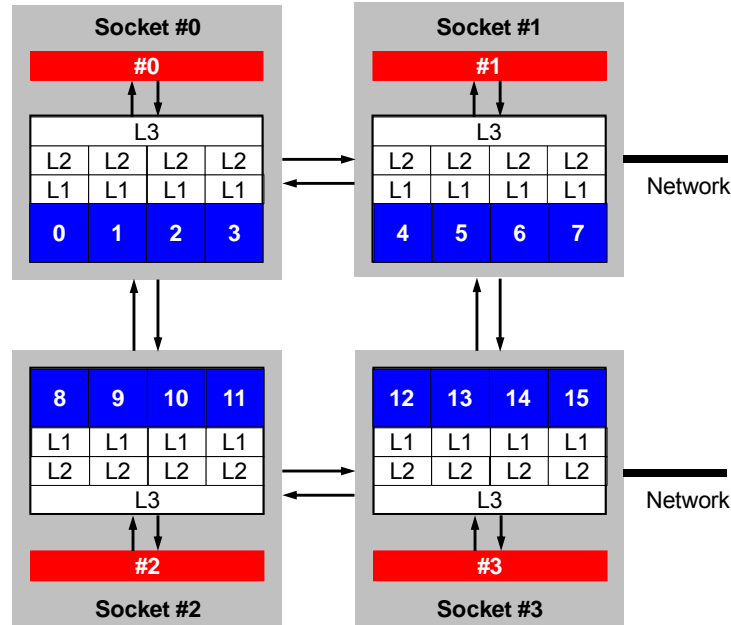 Socket #0
#0
L3
L2 L2 L2 L2
L1 L1 L1 L1
0 1 2 3
Socket #1
#1
L3
L2 L2 L2 L2
L1 L1 L1 L1
4 5 6 7
Network
8 9 10 11
L1 L1 L1 L1
L2 L2 L2 L2
L3
#2
Socket #2
12 13 14 15
L1 L1 L1 L1
L2 L2 L2 L2
L3
#3
Socket #3
Network